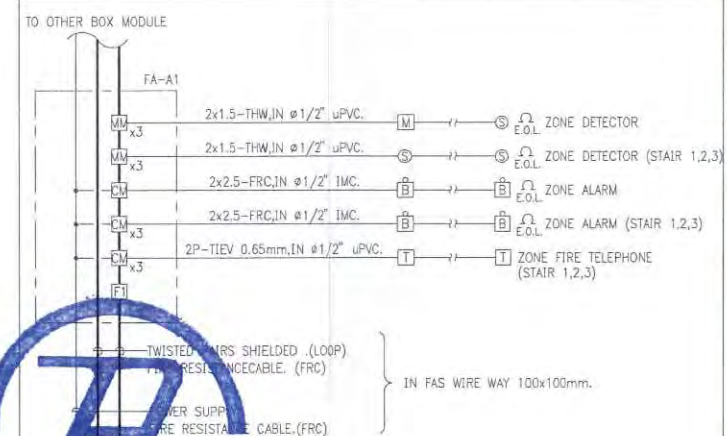 TO OTHER BOX MODULE
FA-A1
MM x3 2x1.5-THW,IN ø1/2" uPVC. M S Ω E.O.L. ZONE DETECTOR
MM x3 2x1.5-THW,IN ø1/2" uPVC. S S Ω E.O.L. ZONE DETECTOR (STAIR 1,2,3)
CM 2x2.5-FRC,IN ø1/2" IMC. B B Ω E.O.L. ZONE ALARM
CM x3 2x2.5-FRC,IN ø1/2" IMC. B B Ω E.O.L. ZONE ALARM (STAIR 1,2,3)
CM x3 2P-TIEV 0.65mm,IN ø1/2" uPVC. T T ZONE FIRE TELEPHONE
(STAIR 1,2,3)
F1
TWISTED SHIELDED .(LOOP)
(FRC)
IN FAS WIRE WAY 100x100mm.
SUPPLY
CABLE.(FRC)